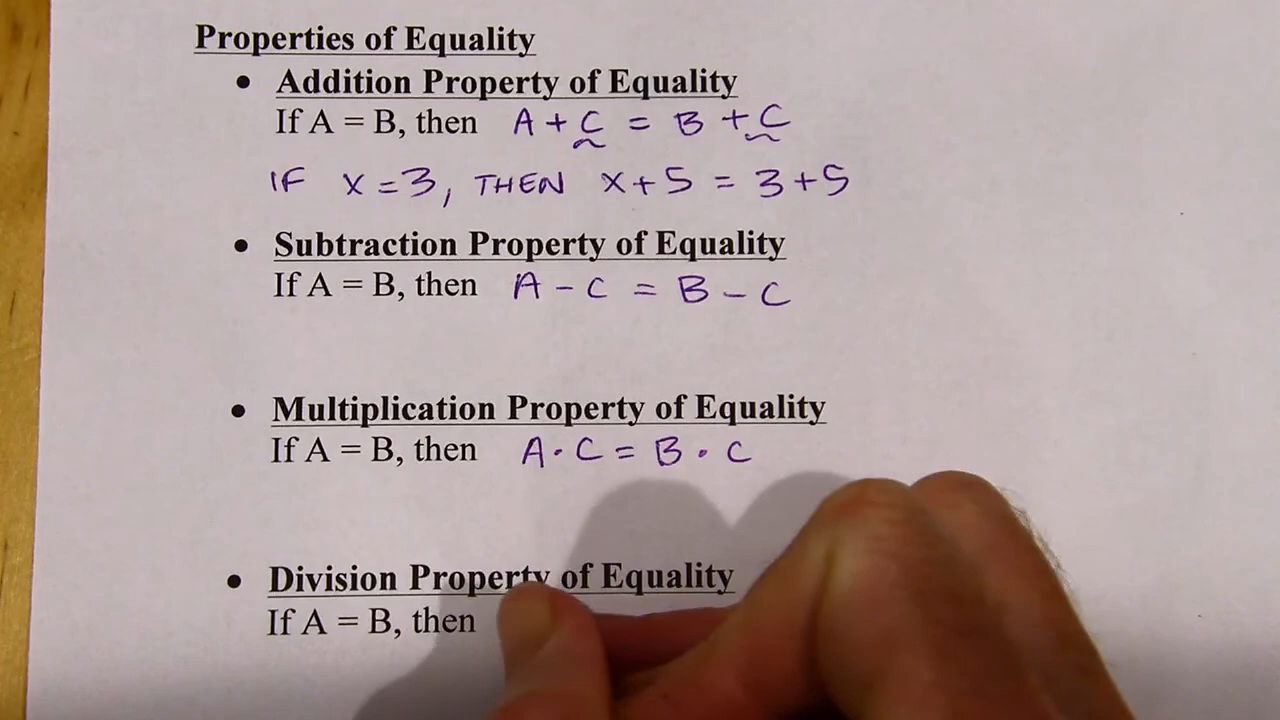 Properties of Equality
• Addition Property of Equality
If A = B, then A + C = B + C
IF X = 3, THEN X + 5 = 3 + 5
• Subtraction Property of Equality
If A = B, then A - C = B - C
• Multiplication Property of Equality
If A = B, then A · C = B · C
• Division Property of Equality
If A = B, then